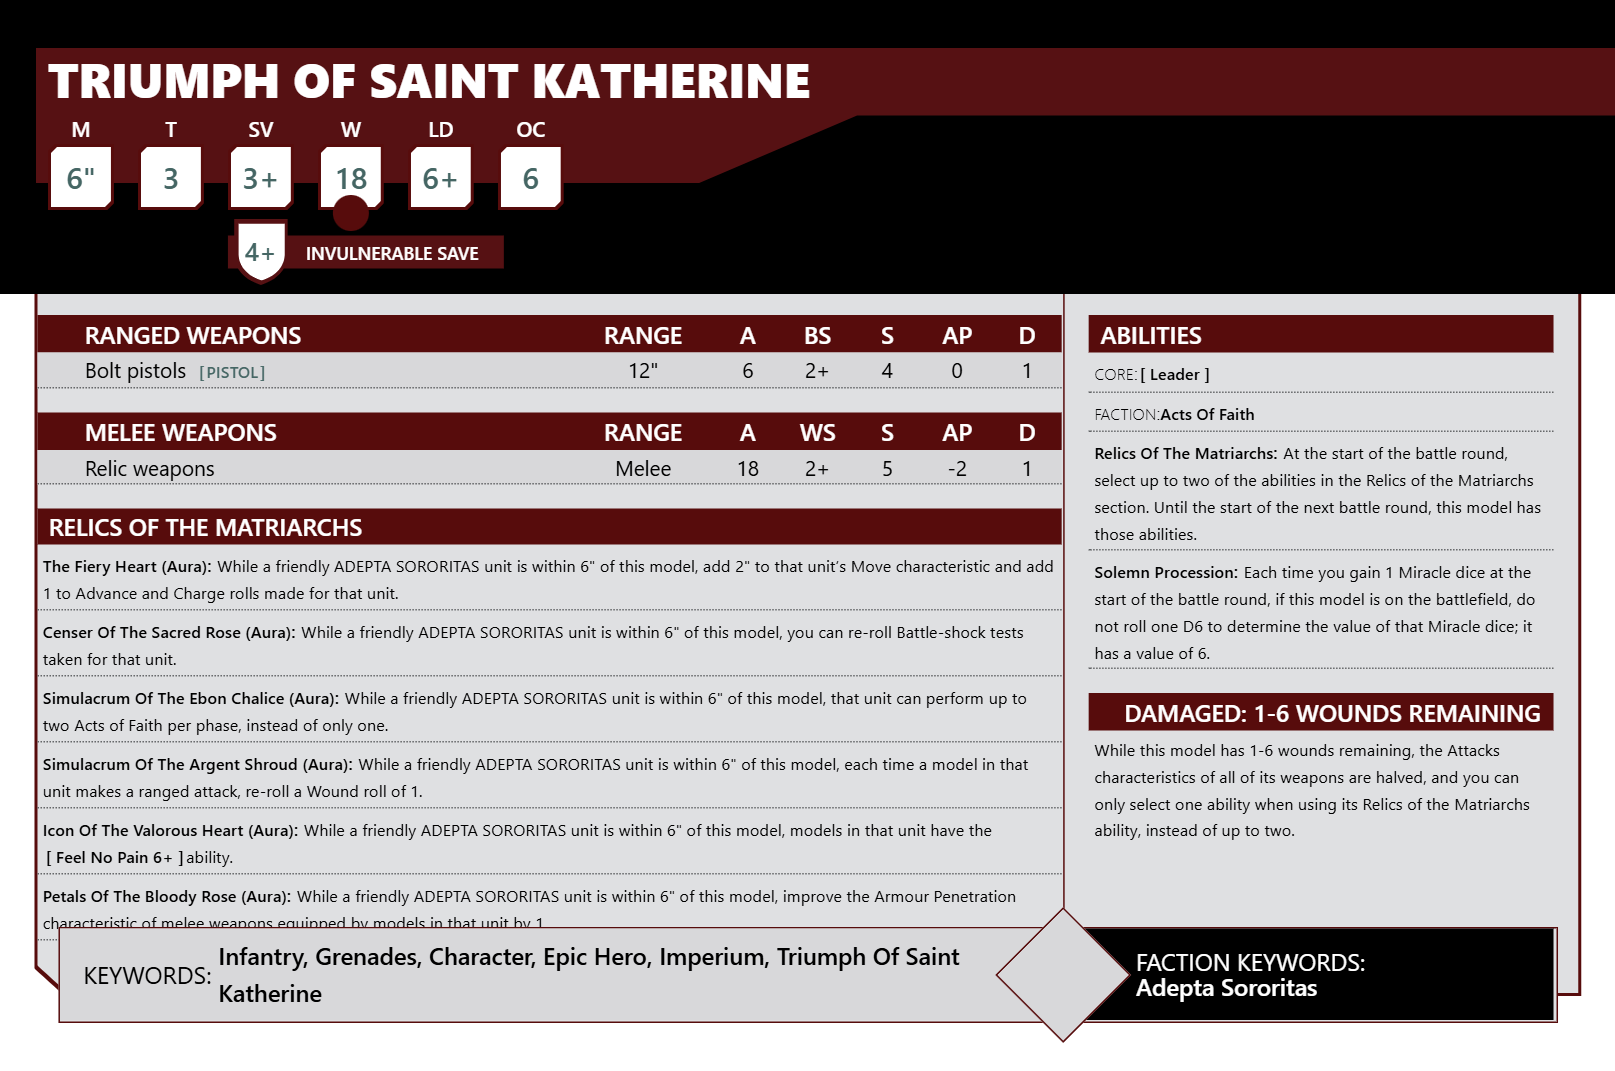 TRIUMPH OF SAINT KATHERINE
M T SV W LD OC
6" 3 3+ 18 6+ 6
4+ INVULNERABLE SAVE
RANGED WEAPONS RANGE A BS S AP D
Bolt pistols [PISTOL] 12" 6 2+ 4 0 1
MELEE WEAPONS RANGE A WS S AP D
Relic weapons Melee 18 2+ 5 -2 1
RELICS OF THE MATRIARCHS
The Fiery Heart (Aura): While a friendly ADEPTA SORORITAS unit is within 6" of this model, add 2" to that unit's Move characteristic and add
1 to Advance and Charge rolls made for that unit.
Censer Of The Sacred Rose (Aura): While a friendly ADEPTA SORORITAS unit is within 6" of this model, you can re-roll Battle-shock tests
taken for that unit.
Simulacrum Of The Ebon Chalice (Aura): While a friendly ADEPTA SORORITAS unit is within 6" of this model, that unit can perform up to
two Acts of Faith per phase, instead of only one.
Simulacrum Of The Argent Shroud (Aura): While a friendly ADEPTA SORORITAS unit is within 6" of this model, each time a model in that
unit makes a ranged attack, re-roll a Wound roll of 1.
Icon Of The Valorous Heart (Aura): While a friendly ADEPTA SORORITAS unit is within 6" of this model, models in that unit have the
[ Feel No Pain 6+ ] ability.
Petals Of The Bloody Rose (Aura): While a friendly ADEPTA SORORITAS unit is within 6" of this model, improve the Armour Penetration
characteristic of melee weapons equipped by models in that unit by 1.
ABILITIES
CORE: [ Leader ]
FACTION: Acts Of Faith
Relics Of The Matriarchs: At the start of the battle round,
select up to two of the abilities in the Relics of the Matriarchs
section. Until the start of the next battle round, this model has
those abilities.
Solemn Procession: Each time you gain 1 Miracle dice at the
start of the battle round, if this model is on the battlefield, do
not roll one D6 to determine the value of that Miracle dice; it
has a value of 6.
DAMAGED: 1-6 WOUNDS REMAINING
While this model has 1-6 wounds remaining, the Attacks
characteristics of all of its weapons are halved, and you can
only select one ability when using its Relics of the Matriarchs
ability, instead of up to two.
KEYWORDS: Infantry, Grenades, Character, Epic Hero, Imperium, Triumph Of Saint
Katherine
FACTION KEYWORDS:
Adepta Sororitas